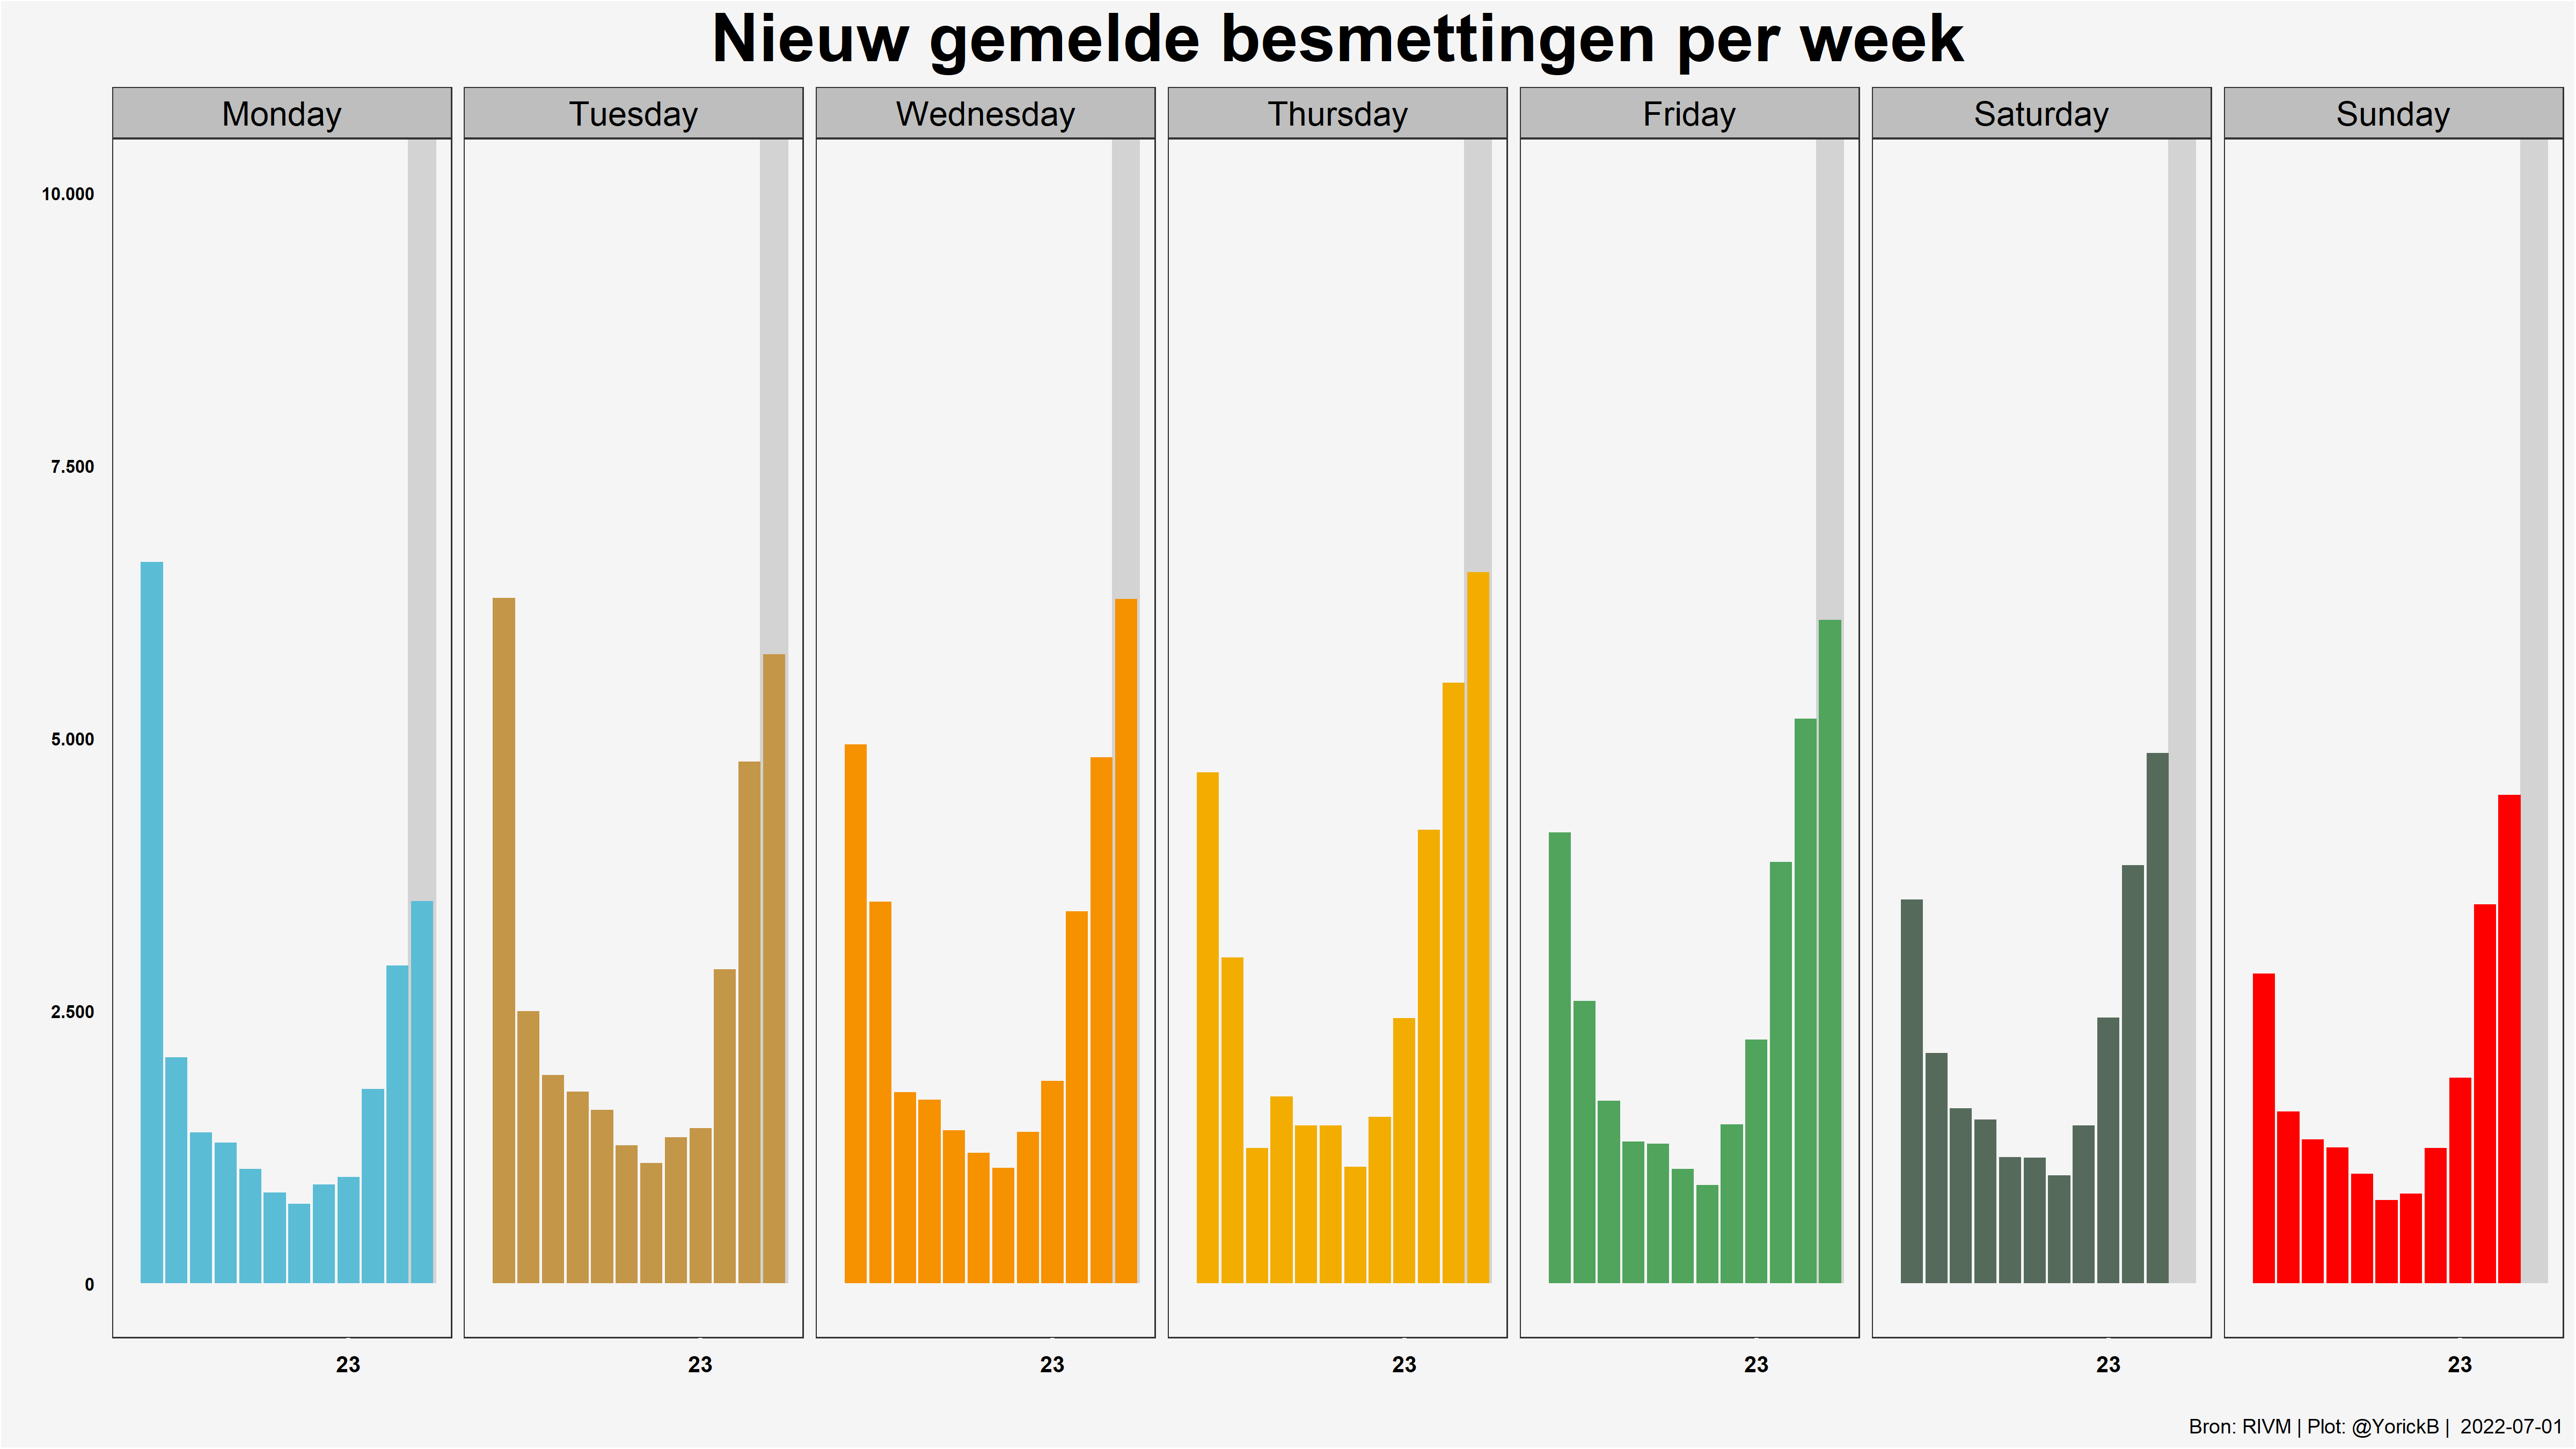 Nieuw gemelde besmettingen per week
Monday Tuesday Wednesday Thursday Friday Saturday Sunday
10.000
7.500
5.000
2.500
0
23 23 23 23 23 23 23
Bron: RIVM | Plot: @YorickB | 2022-07-01